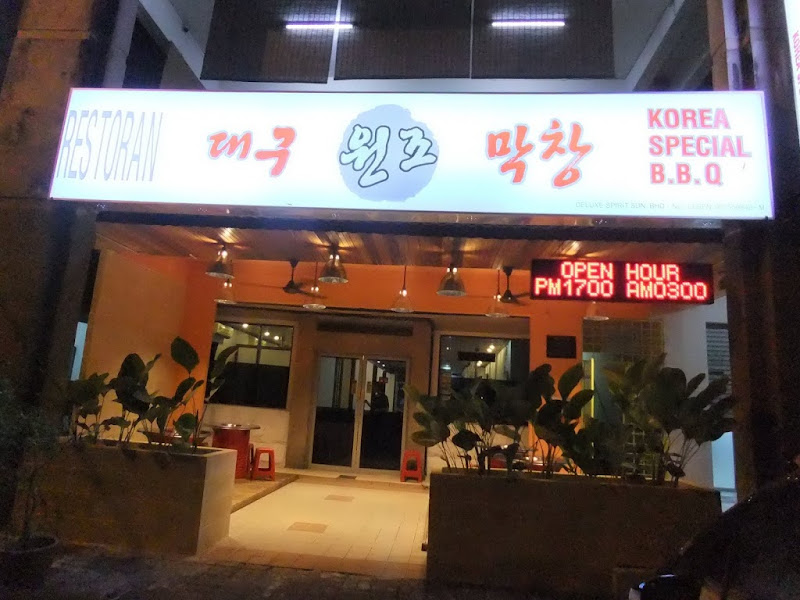 RESTORAN
대구 원조 막창
KOREA
SPECIAL
B.B.Q
OPEN HOUR
PM1700 AM0300